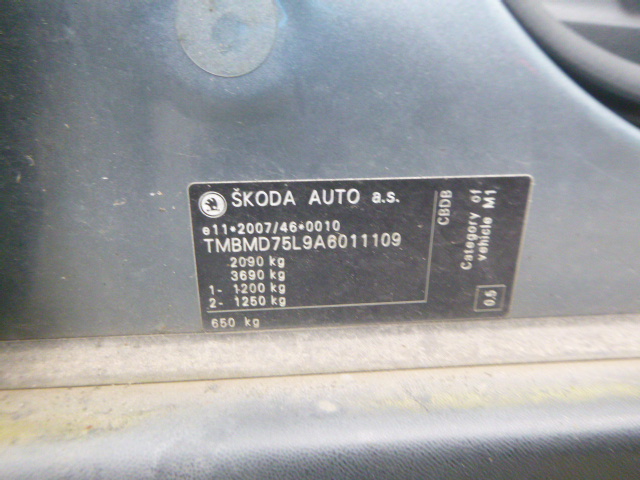 ŠKODA AUTO a.s.
e11*2007/46*0010
TMBMD75L9A6011109
2090 kg
3690 kg
1- 1200 kg
2- 1250 kg
650 kg
CBDB
Category of
vehicle M1
0.5